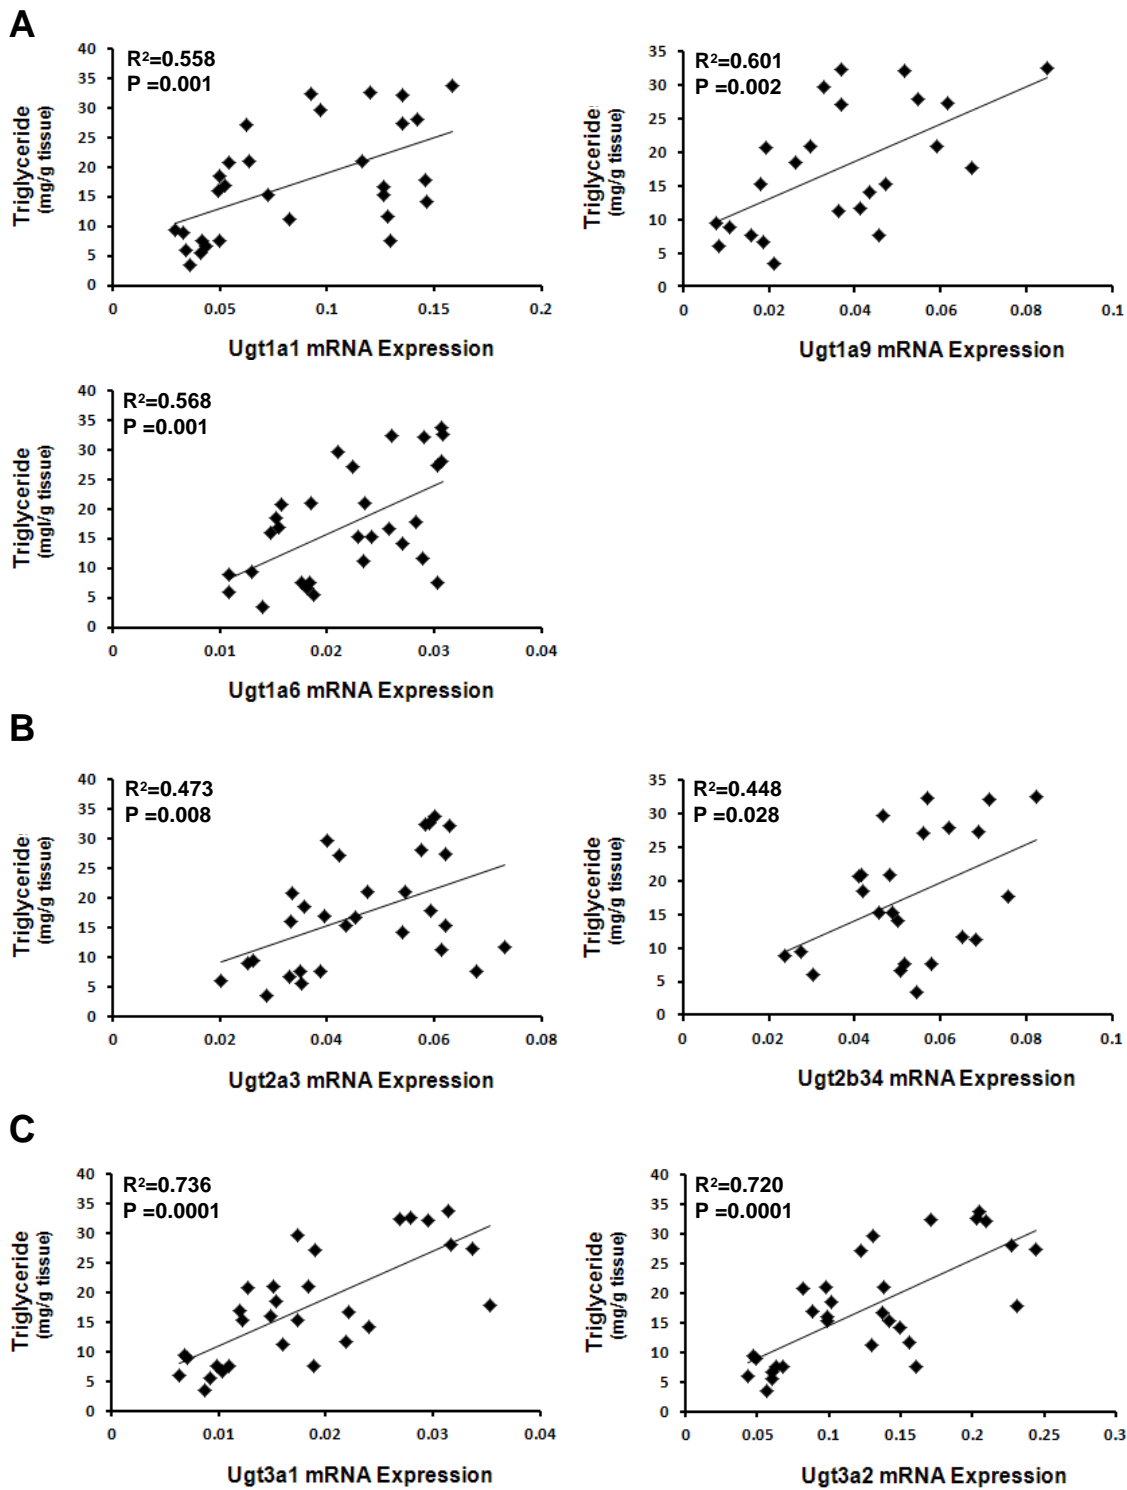 A
R²=0.558
P =0.001
Triglyceride
(mg/g tissue)
40
35
30
25
20
15
10
5
0
0 0.05 0.1 0.15 0.2
Ugt1a1 mRNA Expression
R²=0.601
P =0.002
Triglyceride
(mg/g tissue)
35
30
25
20
15
10
5
0
0 0.02 0.04 0.06 0.08 0.1
Ugt1a9 mRNA Expression
R²=0.568
P =0.001
Triglyceride
(mgl/g tissue)
40
35
30
25
20
15
10
5
0
0 0.01 0.02 0.03 0.04
Ugt1a6 mRNA Expression
B
R²=0.473
P =0.008
Triglyceride
(mg/g tissue)
40
35
30
25
20
15
10
5
0
0 0.02 0.04 0.06 0.08
Ugt2a3 mRNA Expression
R²=0.448
P =0.028
Triglyceride
(mg/g tissue)
35
30
25
20
15
10
5
0
0 0.02 0.04 0.06 0.08 0.1
Ugt2b34 mRNA Expression
C
R²=0.736
P =0.0001
Triglyceride
(mg/g tissue)
40
35
30
25
20
15
10
5
0
0 0.01 0.02 0.03 0.04
Ugt3a1 mRNA Expression
R²=0.720
P =0.0001
Triglyceride
(mg/g tissue)
40
35
30
25
20
15
10
5
0
0 0.05 0.1 0.15 0.2 0.25 0.3
Ugt3a2 mRNA Expression